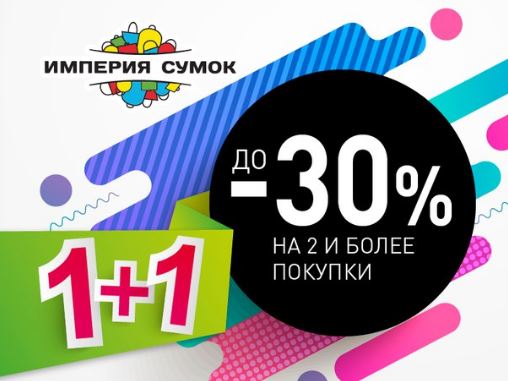 ИМПЕРИЯ СУМОК
ДО
-30%
НА 2 И БОЛЕЕ
ПОКУПКИ
1+1